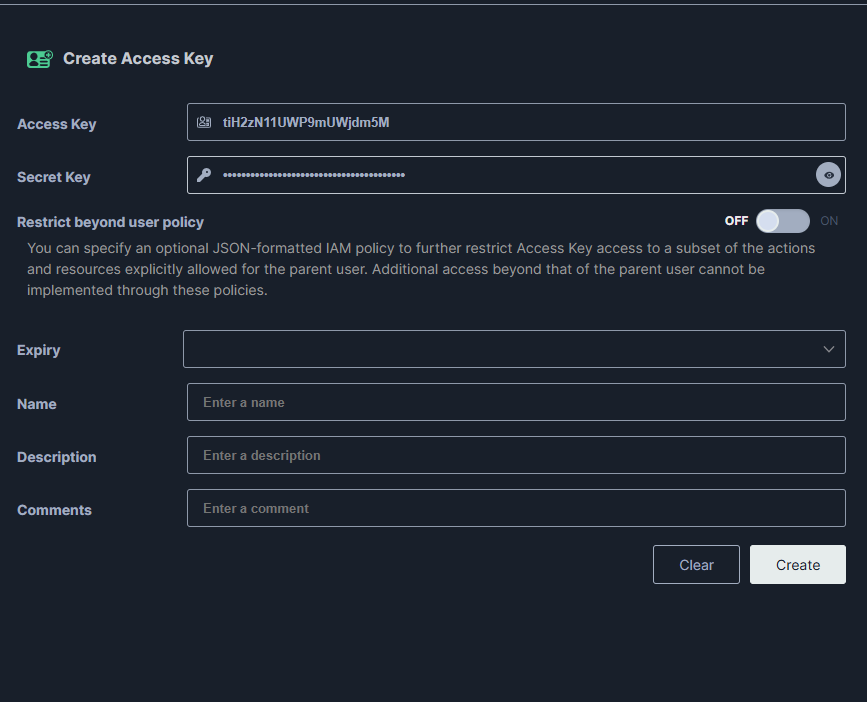 Create Access Key
Access Key
tiH2zN11UWP9mUWjdm5M
Secret Key
••••••••••••••••••••••••••••••••••••••••
Restrict beyond user policy
OFF
ON
You can specify an optional JSON-formatted IAM policy to further restrict Access Key access to a subset of the actions
and resources explicitly allowed for the parent user. Additional access beyond that of the parent user cannot be
implemented through these policies.
Expiry
Name
Enter a name
Description
Enter a description
Comments
Enter a comment
Clear
Create